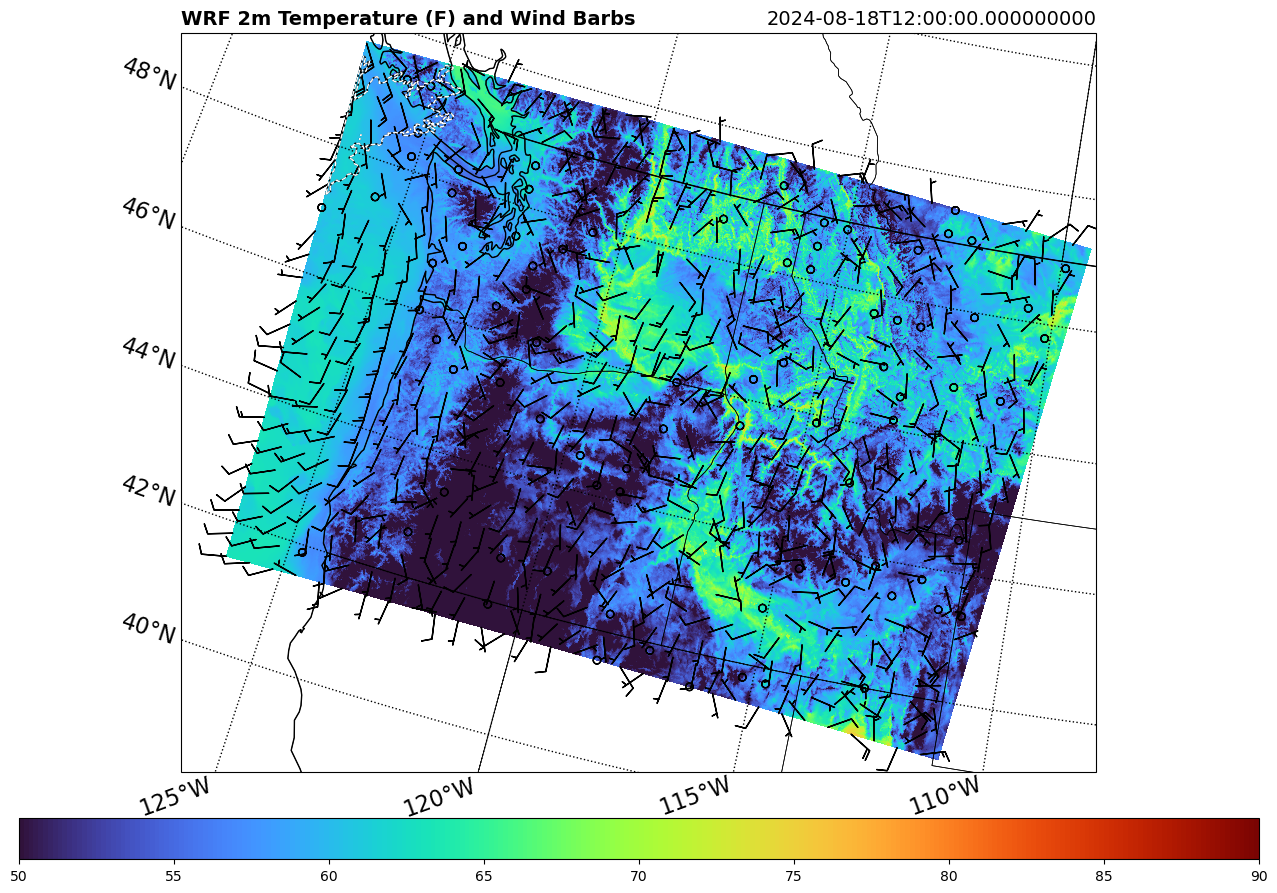 WRF 2m Temperature (F) and Wind Barbs
2024-08-18T12:00:00.000000000
48°N
46°N
44°N
42°N
40°N
125°W
120°W
115°W
110°W
50
55
60
65
70
75
80
85
90